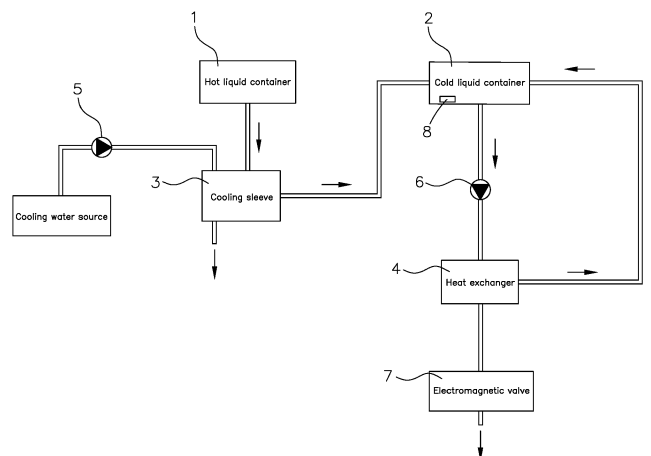 1
Hot liquid container
2
Cold liquid container
8
5
3
Cooling sleeve
Cooling water source
6
4
Heat exchanger
7
Electromagnetic valve